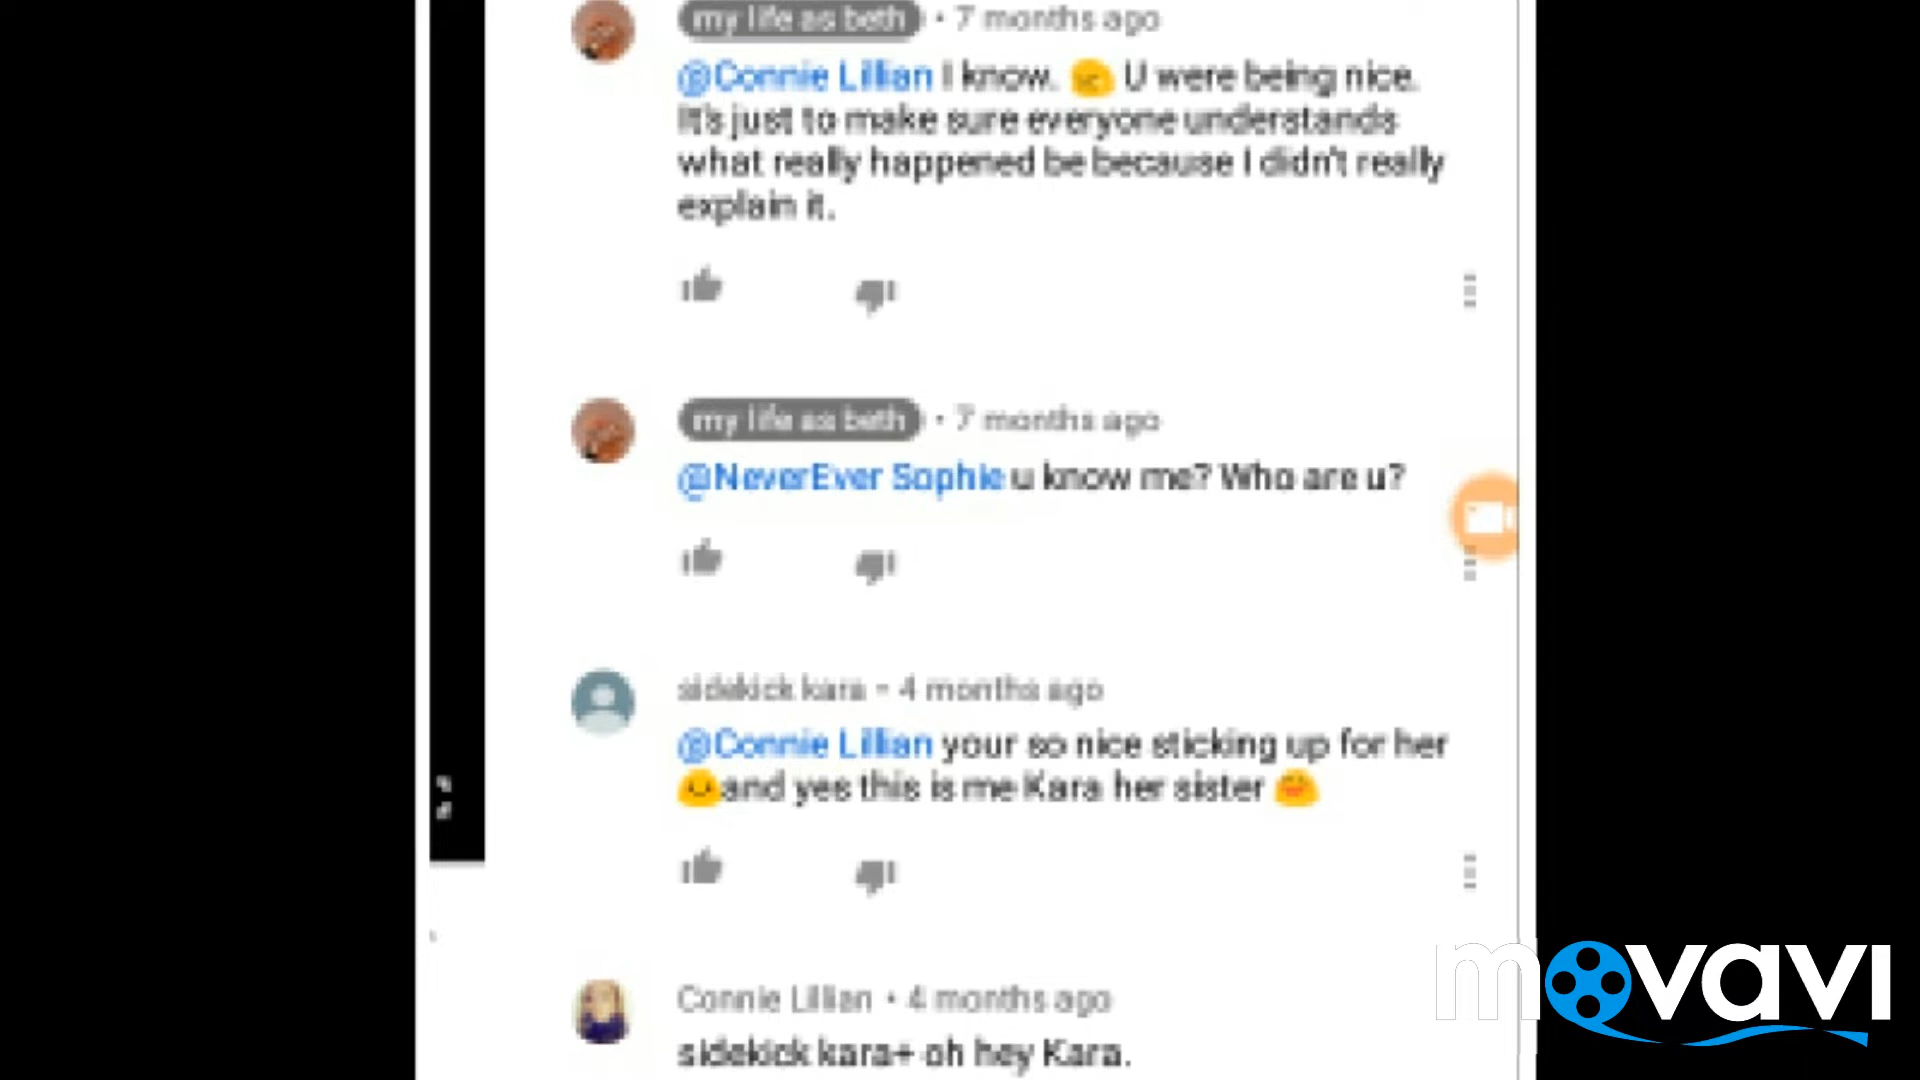 my life as beth • 7 months ago
@Connie Lillian I know. U were being nice.
It's just to make sure everyone understands
what really happened be because I didn't really
explain it.
my life as beth • 7 months ago
@NeverEver Sophie u know me? Who are u?
sidekick kara • 4 months ago
@Connie Lillian your so nice sticking up for her
and yes this is me Kara her sister
Connie Lillian • 4 months ago
sidekick kara+ oh hey Kara.
movavi